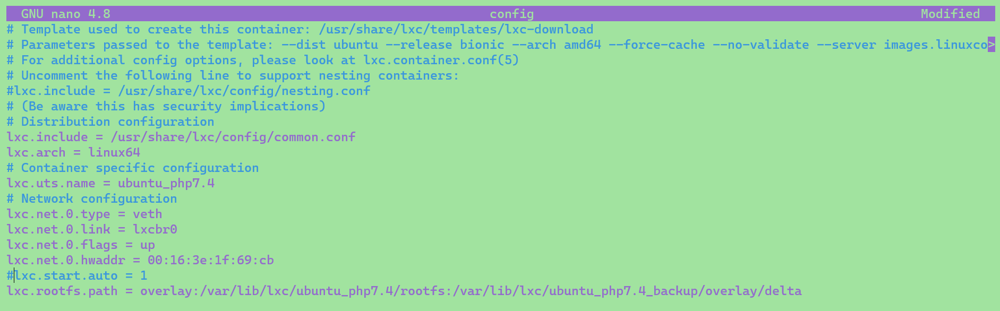 GNU nano 4.8 config Modified
# Template used to create this container: /usr/share/lxc/templates/lxc-download
# Parameters passed to the template: --dist ubuntu --release bionic --arch amd64 --force-cache --no-validate --server images.linuxco>
# For additional config options, please look at lxc.container.conf(5)
# Uncomment the following line to support nesting containers:
#lxc.include = /usr/share/lxc/config/nesting.conf
# (Be aware this has security implications)
# Distribution configuration
lxc.include = /usr/share/lxc/config/common.conf
lxc.arch = linux64
# Container specific configuration
lxc.uts.name = ubuntu_php7.4
# Network configuration
lxc.net.0.type = veth
lxc.net.0.link = lxcbr0
lxc.net.0.flags = up
lxc.net.0.hwaddr = 00:16:3e:1f:69:cb
#lxc.start.auto = 1
lxc.rootfs.path = overlay:/var/lib/lxc/ubuntu_php7.4/rootfs:/var/lib/lxc/ubuntu_php7.4_backup/overlay/delta